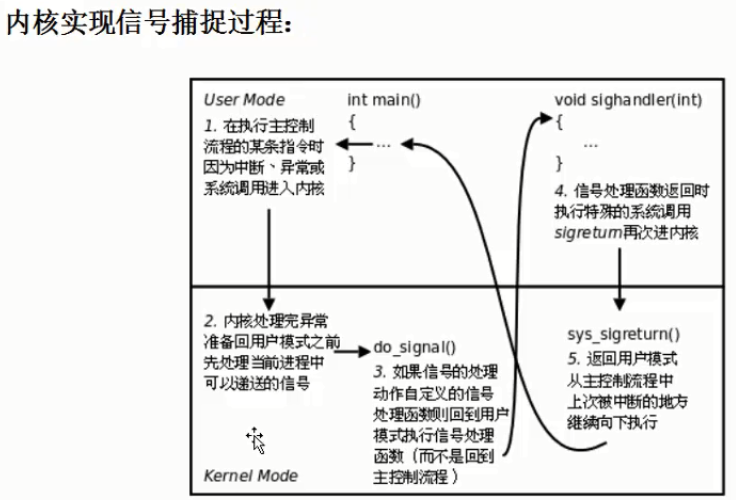 内核实现信号捕捉过程：
User Mode
1. 在执行主控制
流程的某条指令时
因为中断、异常或
系统调用进入内核
int main()
{
...
}
void sighandler(int)
{
...
}
4. 信号处理函数返回时
执行特殊的系统调用
sigreturn再次进内核
2. 内核处理完异常
准备回用户模式之前
先处理当前进程中
可以递送的信号
do_signal()
3. 如果信号的处理
动作自定义的信号
处理函数则回到用户
模式执行信号处理
函数（而不是回到
主控制流程）
sys_sigreturn()
5. 返回用户模式
从主控制流程中
上次被中断的地方
继续向下执行
Kernel Mode